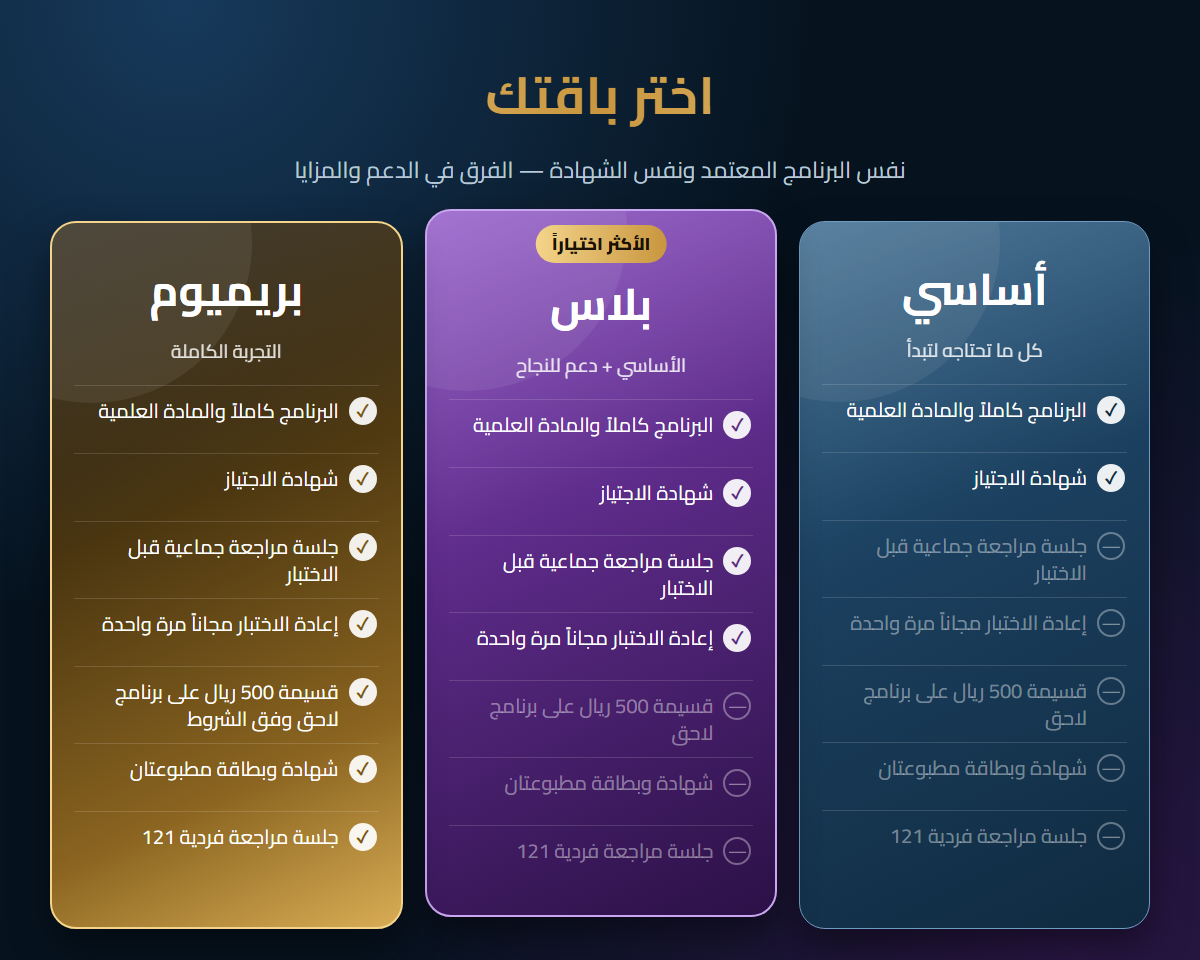 اختر باقتك
نفس البرنامج المعتمد ونفس الشهادة — الفرق في الدعم والمزايا
أساسي
كل ما تحتاجه لتبدأ
البرنامج كاملاً والمادة العلمية
شهادة الاجتياز
جلسة مراجعة جماعية قبل
الاختبار
إعادة الاختبار مجاناً مرة واحدة
قسيمة 500 ريال على برنامج
لاحق
شهادة وبطاقة مطبوعتان
جلسة مراجعة فردية 121
الأكثر اختياراً
بلاس
الأساسي + دعم للنجاح
البرنامج كاملاً والمادة العلمية
شهادة الاجتياز
جلسة مراجعة جماعية قبل
الاختبار
إعادة الاختبار مجاناً مرة واحدة
قسيمة 500 ريال على برنامج
لاحق
شهادة وبطاقة مطبوعتان
جلسة مراجعة فردية 121
بريميوم
التجربة الكاملة
البرنامج كاملاً والمادة العلمية
شهادة الاجتياز
جلسة مراجعة جماعية قبل
الاختبار
إعادة الاختبار مجاناً مرة واحدة
قسيمة 500 ريال على برنامج
لاحق وفق الشروط
شهادة وبطاقة مطبوعتان
جلسة مراجعة فردية 121